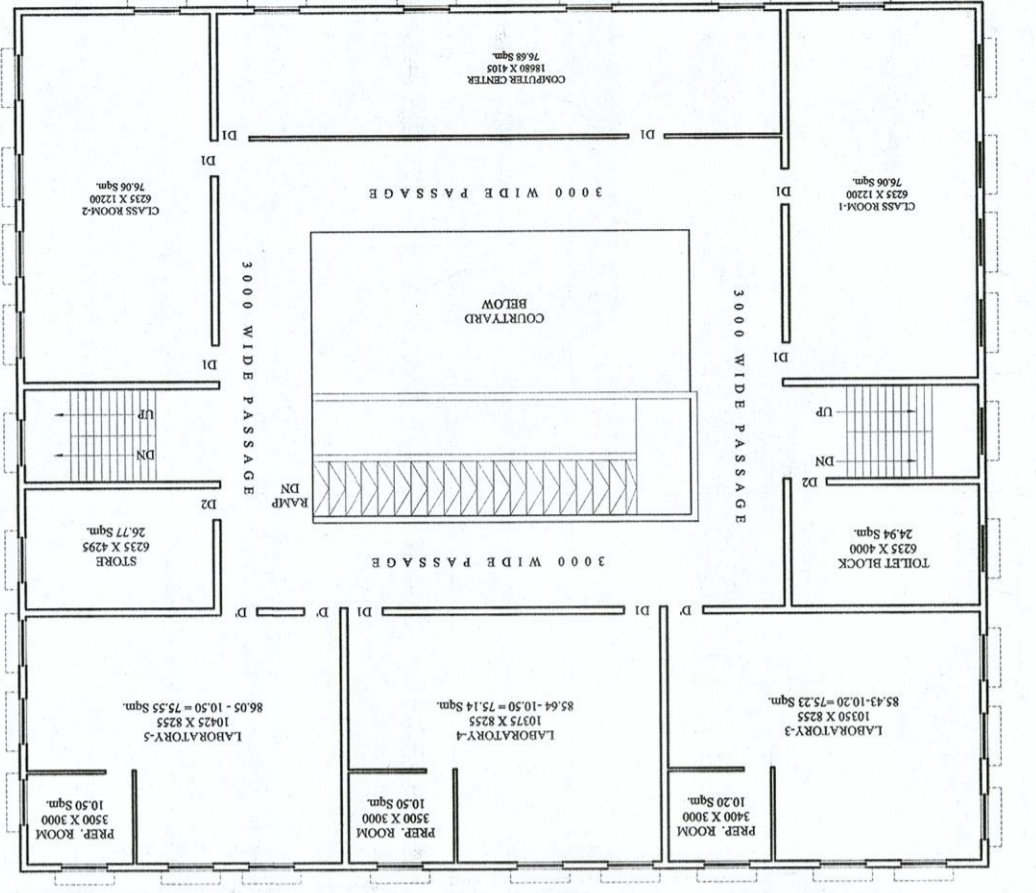 PREP. ROOM
3400 X 3000
10.20 Sqm.
PREP. ROOM
3500 X 3000
10.50 Sqm.
PREP. ROOM
3500 X 3000
10.50 Sqm.
LABORATORY-3
10350 X 8255
85.43-10.20=75.23 Sqm.
LABORATORY-4
10375 X 8255
85.64 -10.50 = 75.14 Sqm.
LABORATORY-5
10425 X 8255
86.05 - 10.50 = 75.55 Sqm.
D'
D1
D1
D'
D'
TOILET BLOCK
6235 X 4000
24.94 Sqm.
3000 WIDE PASSAGE
STORE
6235 X 4295
26.77 Sqm.
D2
D2
RAMP
DN
DN
UP
DN
UP
3000 WIDE PASSAGE
3000 WIDE PASSAGE
COURTYARD
BELOW
D1
D1
CLASS ROOM-1
6235 X 12200
76.06 Sqm.
3000 WIDE PASSAGE
CLASS ROOM-2
6235 X 12200
76.06 Sqm.
D1
D1
D1
D1
COMPUTER CENTER
18680 X 4105
76.68 Sqm.